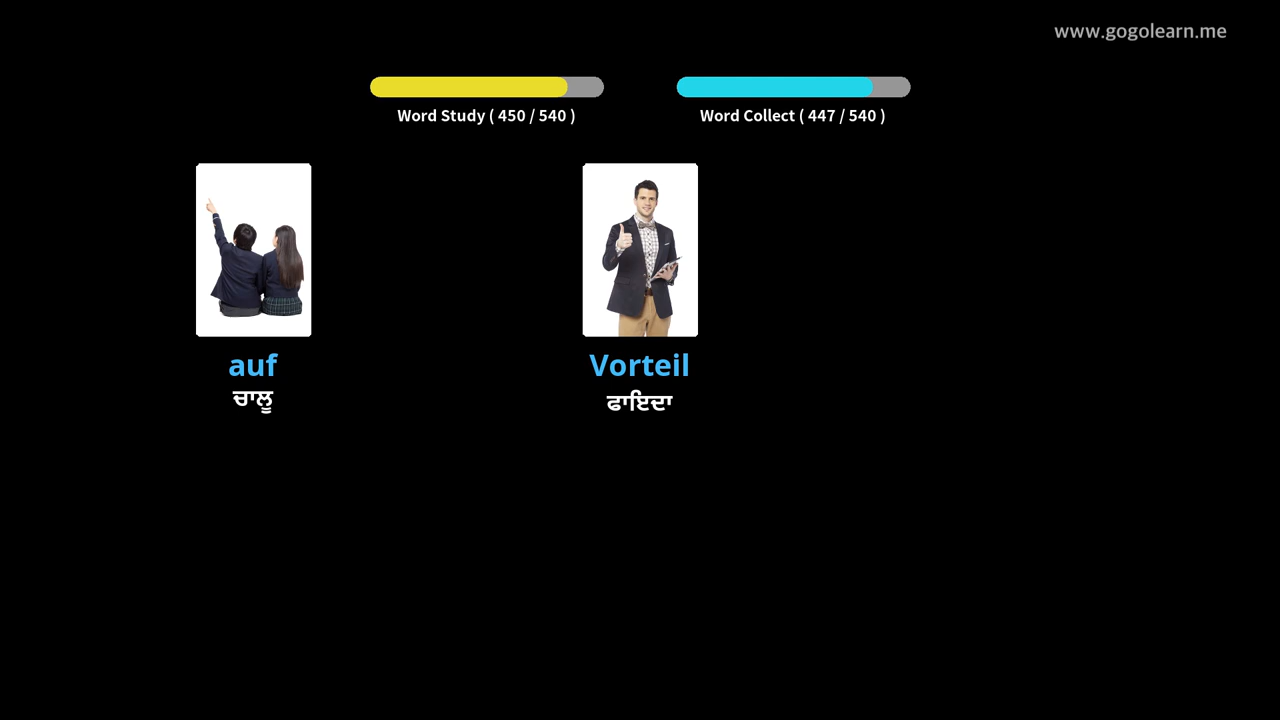 www.gogolearn.me
Word Study ( 450 / 540 )
Word Collect ( 447 / 540 )
auf
ਚਾਲੂ
Vorteil
ਫਾਇਦਾ